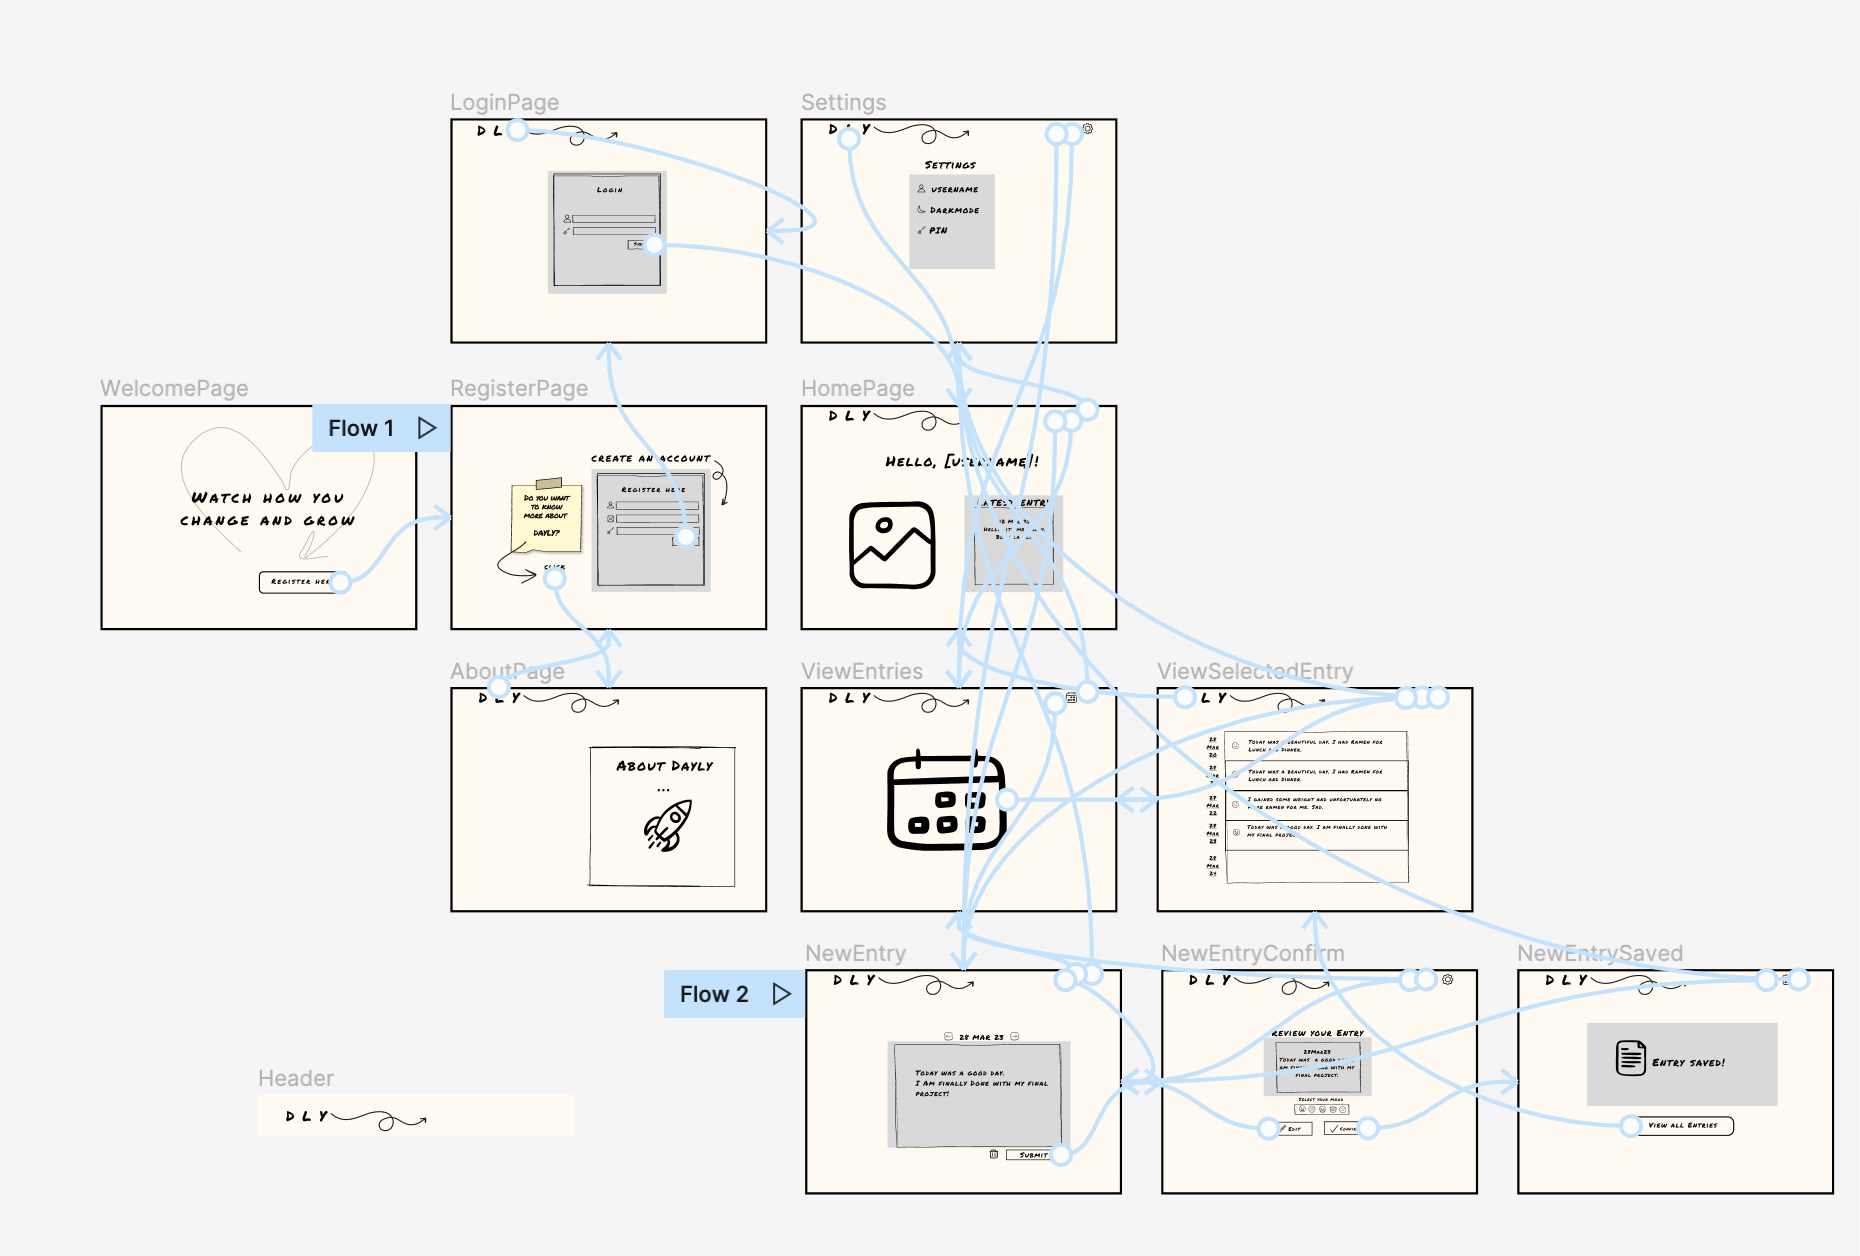 LoginPage
Settings
D L
D L Y
Login
Settings
username
Darkmode
PIN
WelcomePage
RegisterPage
HomePage
Flow 1
D L Y
Watch how you
change and grow
Register here
create an account
Register here
Do you want
to know
more about
Dayly?
click
Hello, [username]!
Latest Entry
28 Mar 23
AboutPage
ViewEntries
ViewSelectedEntry
D L Y
D L Y
L Y
About Dayly
...
28
Mar
20
Today was a beautiful day. I had Ramen for
Lunch and Dinner.
28
Mar
Today was a beautiful day. I had Ramen for
Lunch and Dinner.
28
Mar
22
I gained some weight and unfortunately no
more ramen for me. Sad.
28
Mar
23
Today was a good day. I am finally done with
my final project.
28
Mar
24
NewEntry
NewEntryConfirm
NewEntrySaved
Flow 2
D L Y
D L Y
D L Y
28 Mar 23
Today was a good day.
I Am finally Done with my final
project!
Submit
review your Entry
28Mar23
Today was a good day. I
am finally done with my
final project.
Select your mood
Edit
Confirm
Entry saved!
View all Entries
Header
D L Y